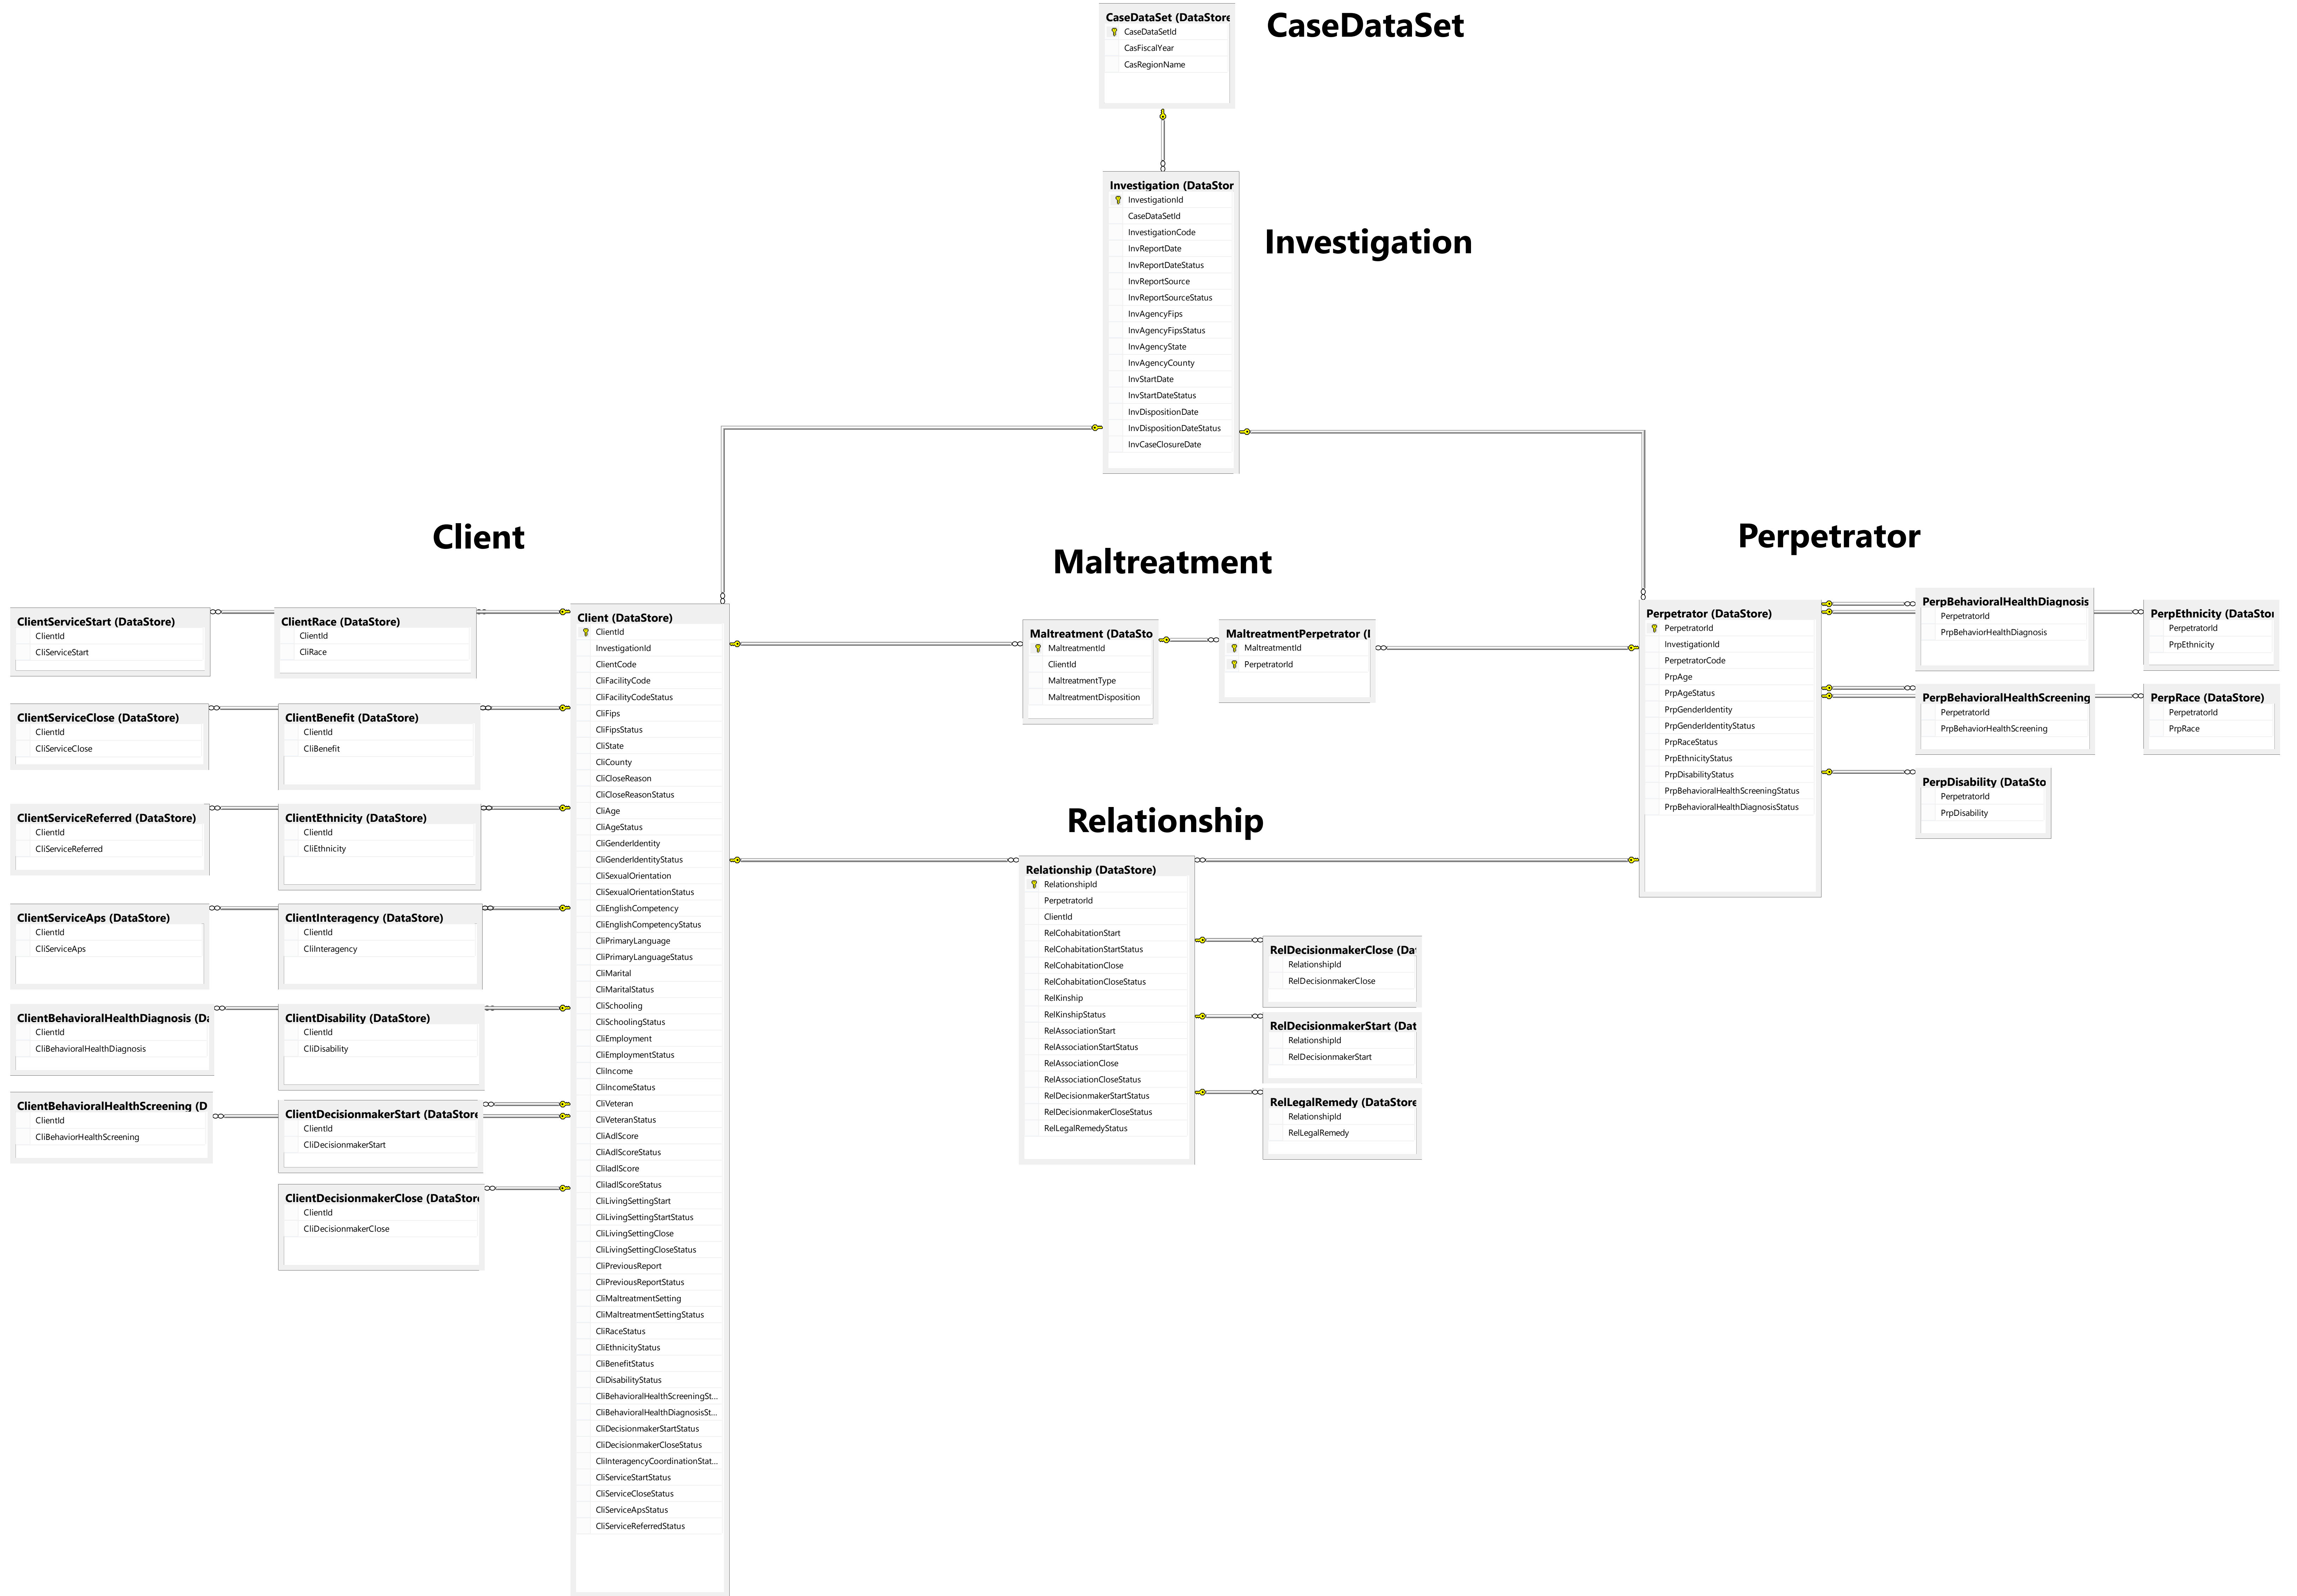 CaseDataSet
CaseDataSet (DataStore
CaseDataSetId
CasFiscalYear
CasRegionName
Investigation
Investigation (DataStor
InvestigationId
CaseDataSetId
InvestigationCode
InvReportDate
InvReportDateStatus
InvReportSource
InvReportSourceStatus
InvAgencyFips
InvAgencyFipsStatus
InvAgencyState
InvAgencyCounty
InvStartDate
InvStartDateStatus
InvDispositionDate
InvDispositionDateStatus
InvCaseClosureDate
Client
ClientServiceStart (DataStore)
ClientId
CliServiceStart
ClientServiceClose (DataStore)
ClientId
CliServiceClose
ClientServiceReferred (DataStore)
ClientId
CliServiceReferred
ClientServiceAps (DataStore)
ClientId
CliServiceAps
ClientBehavioralHealthDiagnosis (Da
ClientId
CliBehavioralHealthDiagnosis
ClientBehavioralHealthScreening (D
ClientId
CliBehaviorHealthScreening
ClientRace (DataStore)
ClientId
CliRace
ClientBenefit (DataStore)
ClientId
CliBenefit
ClientEthnicity (DataStore)
ClientId
CliEthnicity
ClientInteragency (DataStore)
ClientId
CliInteragency
ClientDisability (DataStore)
ClientId
CliDisability
ClientDecisionmakerStart (DataStore
ClientId
CliDecisionmakerStart
ClientDecisionmakerClose (DataStore
ClientId
CliDecisionmakerClose
Client (DataStore)
ClientId
InvestigationId
ClientCode
CliFacilityCode
CliFacilityCodeStatus
CliFips
CliFipsStatus
CliState
CliCounty
CliCloseReason
CliCloseReasonStatus
CliAge
CliAgeStatus
CliGenderIdentity
CliGenderIdentityStatus
CliSexualOrientation
CliSexualOrientationStatus
CliEnglishCompetency
CliEnglishCompetencyStatus
CliPrimaryLanguage
CliPrimaryLanguageStatus
CliMarital
CliMaritalStatus
CliSchooling
CliSchoolingStatus
CliEmployment
CliEmploymentStatus
CliIncome
CliIncomeStatus
CliVeteran
CliVeteranStatus
CliAdlScore
CliAdlScoreStatus
CliIadlScore
CliIadlScoreStatus
CliLivingSettingStart
CliLivingSettingStartStatus
CliLivingSettingClose
CliLivingSettingCloseStatus
CliPreviousReport
CliPreviousReportStatus
CliMaltreatmentSetting
CliMaltreatmentSettingStatus
CliRaceStatus
CliEthnicityStatus
CliBenefitStatus
CliDisabilityStatus
CliBehavioralHealthScreeningSt...
CliBehavioralHealthDiagnosisSt...
CliDecisionmakerStartStatus
CliDecisionmakerCloseStatus
CliInteragencyCoordinationStat...
CliServiceStartStatus
CliServiceCloseStatus
CliServiceApsStatus
CliServiceReferredStatus
Maltreatment
Maltreatment (DataSto
MaltreatmentId
ClientId
MaltreatmentType
MaltreatmentDisposition
MaltreatmentPerpetrator (I
MaltreatmentId
PerpetratorId
Relationship
Relationship (DataStore)
RelationshipId
PerpetratorId
ClientId
RelCohabitationStart
RelCohabitationStartStatus
RelCohabitationClose
RelCohabitationCloseStatus
RelKinship
RelKinshipStatus
RelAssociationStart
RelAssociationStartStatus
RelAssociationClose
RelAssociationCloseStatus
RelDecisionmakerStartStatus
RelDecisionmakerCloseStatus
RelLegalRemedyStatus
RelDecisionmakerClose (Da
RelationshipId
RelDecisionmakerClose
RelDecisionmakerStart (Dat
RelationshipId
RelDecisionmakerStart
RelLegalRemedy (DataStore
RelationshipId
RelLegalRemedy
Perpetrator
Perpetrator (DataStore)
PerpetratorId
InvestigationId
PerpetratorCode
PrpAge
PrpAgeStatus
PrpGenderIdentity
PrpGenderIdentityStatus
PrpRaceStatus
PrpEthnicityStatus
PrpDisabilityStatus
PrpBehavioralHealthScreeningStatus
PrpBehavioralHealthDiagnosisStatus
PerpBehavioralHealthDiagnosis
PerpetratorId
PrpBehaviorHealthDiagnosis
PerpBehavioralHealthScreening
PerpetratorId
PrpBehaviorHealthScreening
PerpDisability (DataSto
PerpetratorId
PrpDisability
PerpEthnicity (DataStor
PerpetratorId
PrpEthnicity
PerpRace (DataStore)
PerpetratorId
PrpRace